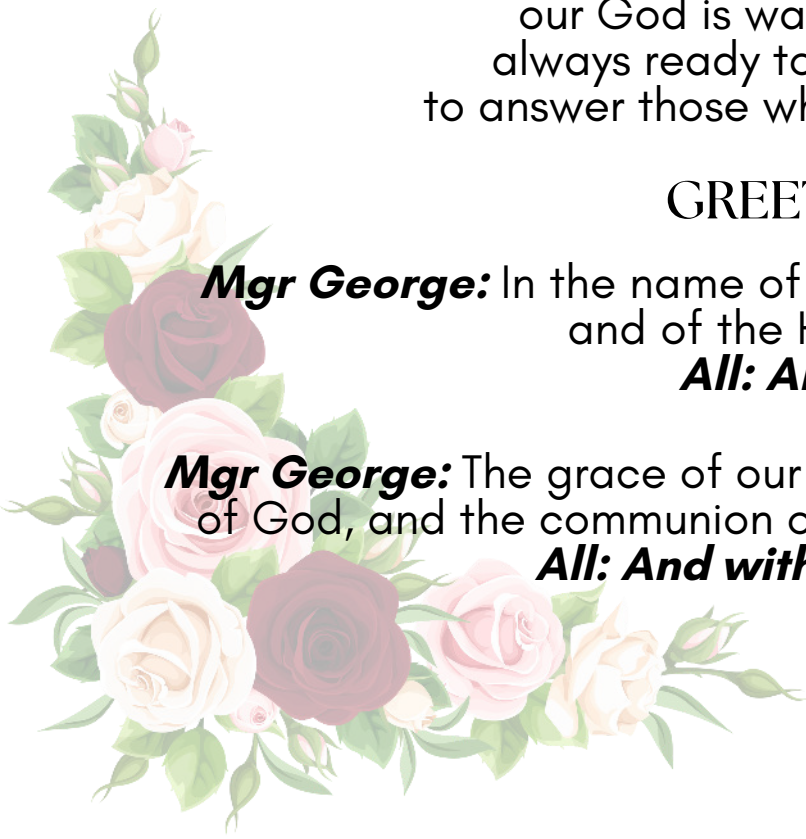 our God is wa
always ready to
to answer those wh
GREET
Mgr George: In the name of
and of the H
All: A
Mgr George: The grace of our
of God, and the communion o
All: And with